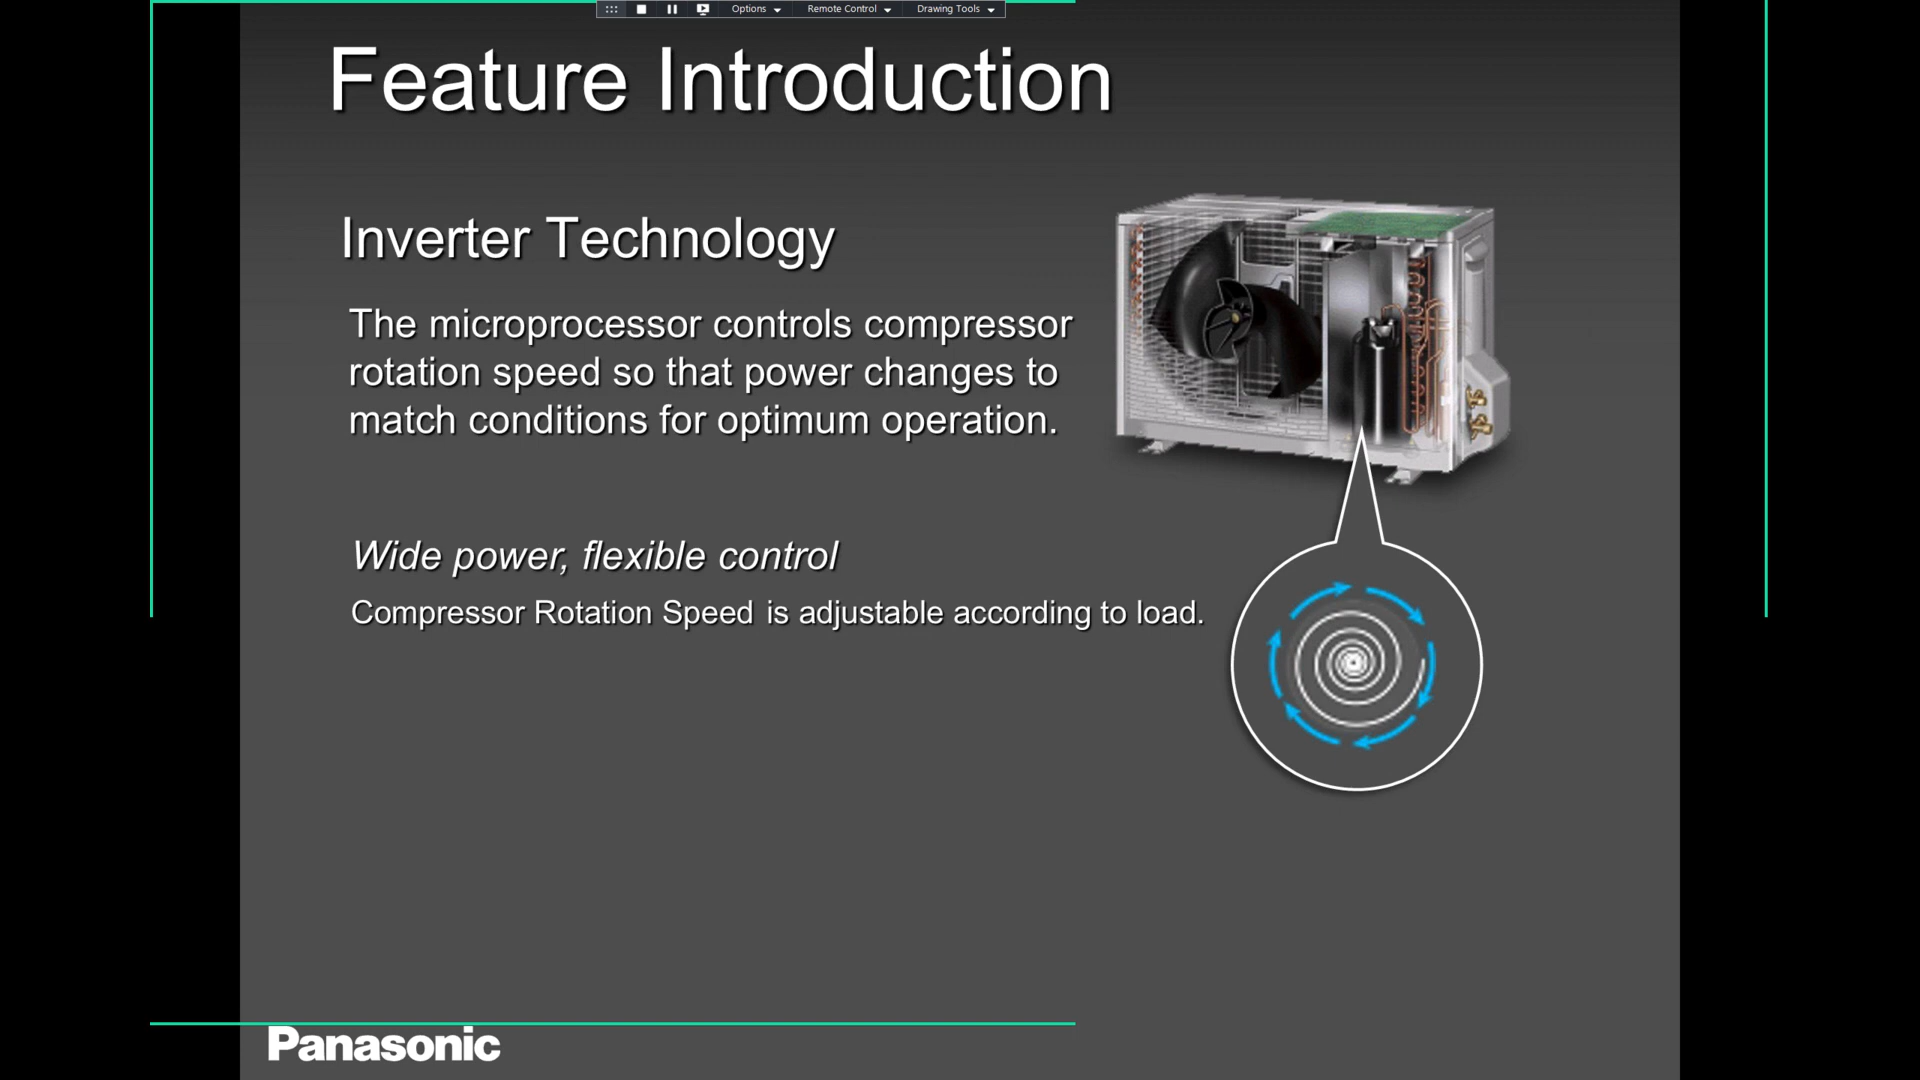 Options
Remote Control
Drawing Tools
Feature Introduction
Inverter Technology
The microprocessor controls compressor
rotation speed so that power changes to
match conditions for optimum operation.
Wide power, flexible control
Compressor Rotation Speed is adjustable according to load.
Panasonic